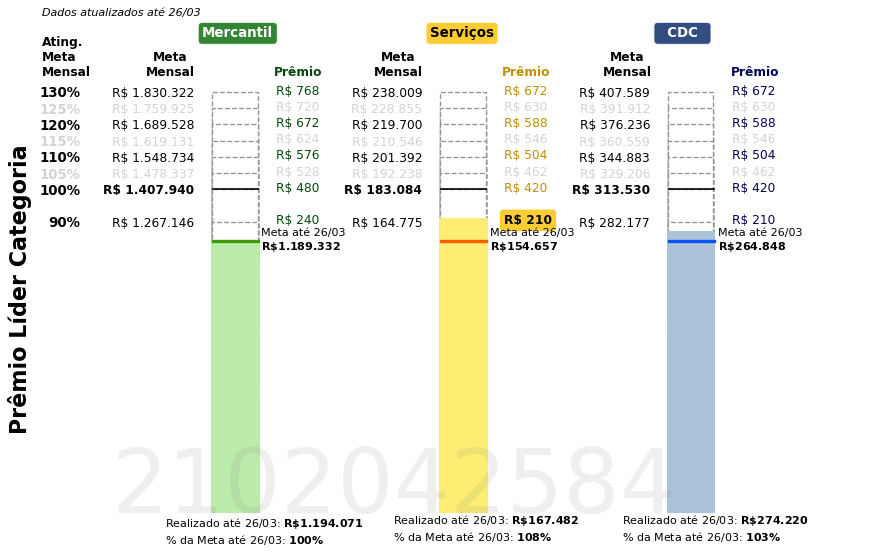 Dados atualizados até 26/03
Mercantil Serviços CDC
Ating. Meta Mensal Meta Mensal Prêmio Meta Mensal Prêmio Meta Mensal Prêmio
130% R$ 1.830.322 R$ 768 R$ 238.009 R$ 672 R$ 407.589 R$ 672
125% R$ 1.759.925 R$ 720 R$ 228.855 R$ 630 R$ 391.912 R$ 630
120% R$ 1.689.528 R$ 672 R$ 219.700 R$ 588 R$ 376.236 R$ 588
115% R$ 1.619.131 R$ 624 R$ 210.546 R$ 546 R$ 360.559 R$ 546
110% R$ 1.548.734 R$ 576 R$ 201.392 R$ 504 R$ 344.883 R$ 504
105% R$ 1.478.337 R$ 528 R$ 192.238 R$ 462 R$ 329.206 R$ 462
100% R$ 1.407.940 R$ 480 R$ 183.084 R$ 420 R$ 313.530 R$ 420
90% R$ 1.267.146 R$ 240 R$ 164.775 R$ 210 R$ 282.177 R$ 210
Meta até 26/03 Meta até 26/03 Meta até 26/03
R$1.189.332 R$154.657 R$264.848
Prêmio Líder Categoria
2102042584
Realizado até 26/03: R$1.194.071 Realizado até 26/03: R$167.482 Realizado até 26/03: R$274.220
% da Meta até 26/03: 100% % da Meta até 26/03: 108% % da Meta até 26/03: 103%